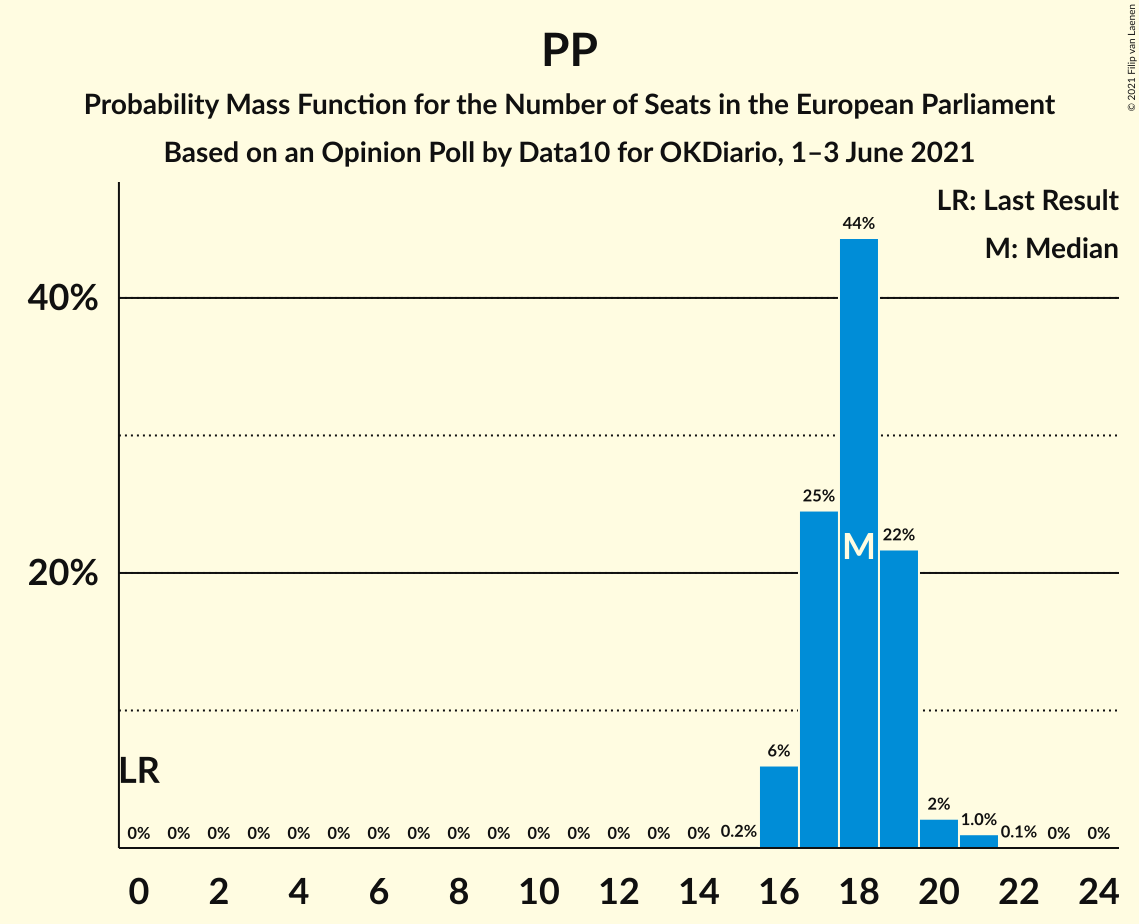 PP
Probability Mass Function for the Number of Seats in the European Parliament
Based on an Opinion Poll by Data10 for OKDiario, 1–3 June 2021
© 2021 Filip van Laenen
LR: Last Result
M: Median
40%
20%
44%
25%
M
22%
6%
2%
1.0%
LR
0% 0% 0% 0% 0% 0% 0% 0% 0% 0% 0% 0% 0% 0% 0% 0.2% 0.1% 0% 0%
0 2 4 6 8 10 12 14 16 18 20 22 24